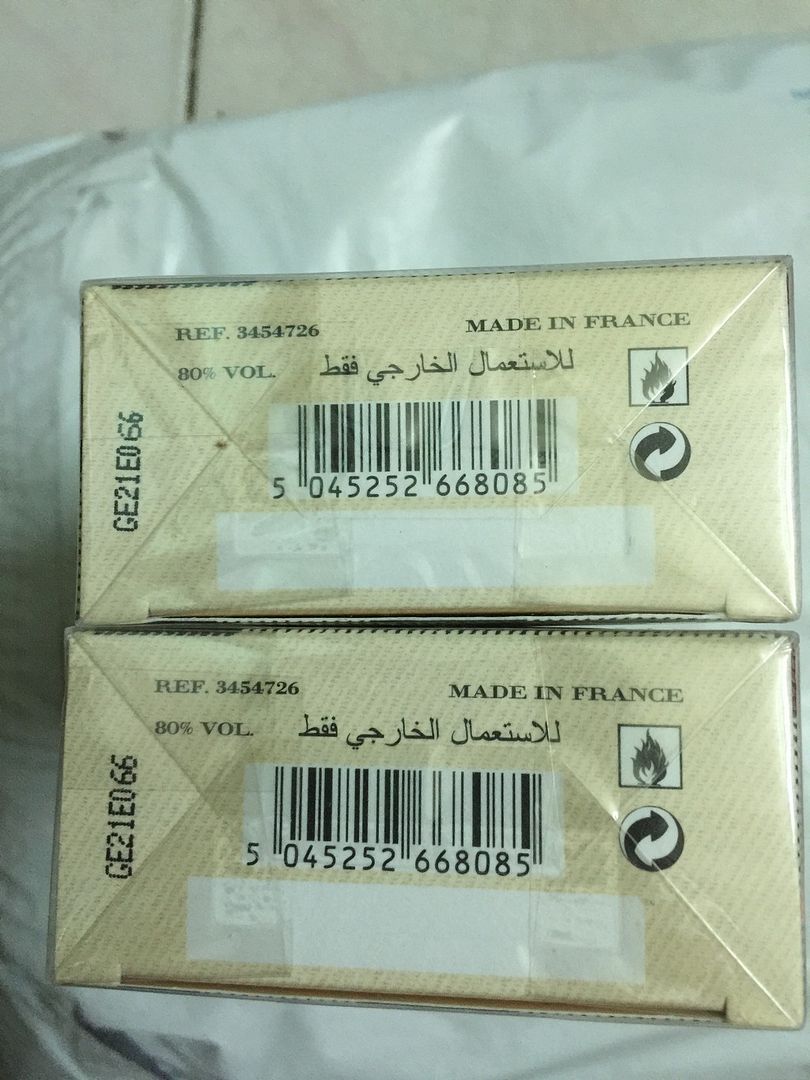 REF. 3454726
MADE IN FRANCE
80% VOL.
للاستعمال الخارجي فقط
GE21E066
5 045252 668085
REF. 3454726
MADE IN FRANCE
80% VOL.
للاستعمال الخارجي فقط
GE21E066
5 045252 668085